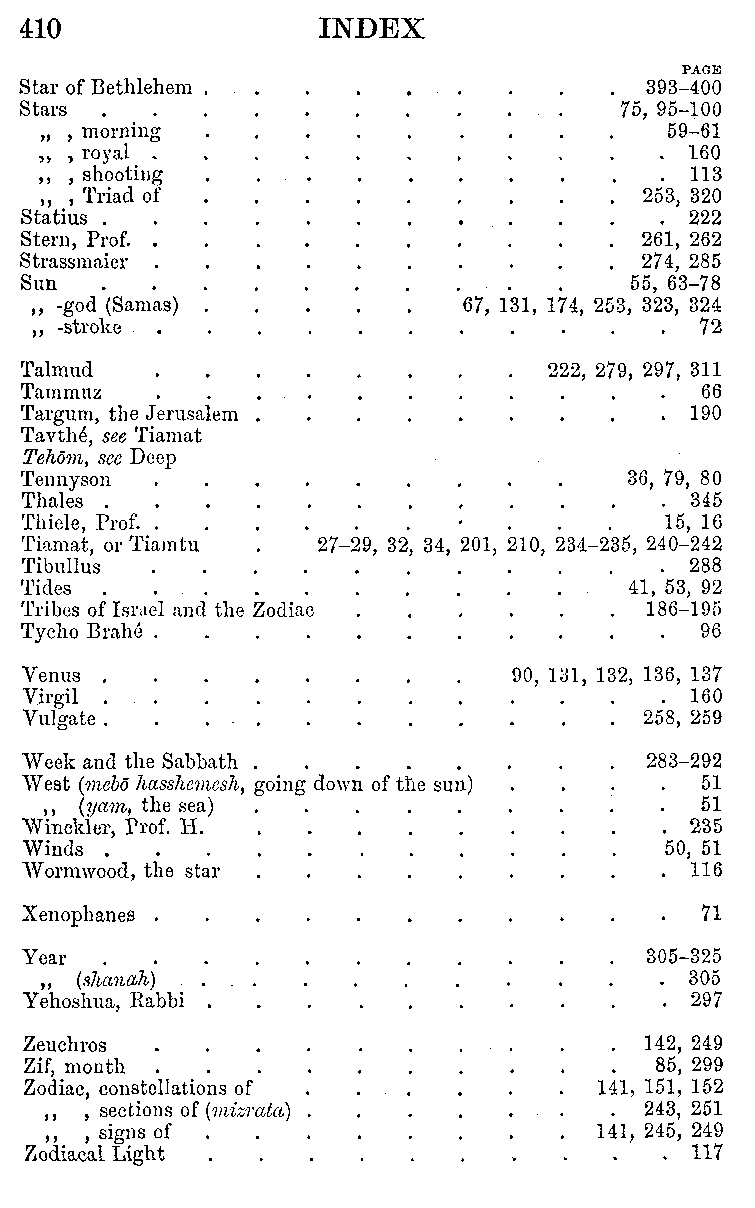 410 INDEX
PAGE
Star of Bethlehem . . . . . . . . . 393–400
Stars . . . . . . . . . . 75, 95–100
„ , morning . . . . . . . . . 59–61
„ , royal . . . . . . . . . . . 160
„ , shooting . . . . . . . . . . 113
„ , Triad of . . . . . . . . . 253, 320
Statius . . . . . . . . . . . . 222
Stern, Prof. . . . . . . . . . . 261, 262
Strassmaier . . . . . . . . . . 274, 285
Sun . . . . . . . . . . 55, 63–78
„ -god (Samas) . . . . . 67, 131, 174, 253, 323, 324
„ -stroke . . . . . . . . . . . 72

Talmud . . . . . . . . 222, 279, 297, 311
Tammuz . . . . . . . . . . . 66
Targum, the Jerusalem . . . . . . . . . 190
Tavthé, see Tiamat
Tehōm, see Deep
Tennyson . . . . . . . . . 36, 79, 80
Thales . . . . . . . . . . . . 345
Thiele, Prof. . . . . . . . . . . 15, 16
Tiamat, or Tiamtu . 27–29, 32, 34, 201, 210, 234–235, 240–242
Tibullus . . . . . . . . . . . 288
Tides . . . . . . . . . . 41, 53, 92
Tribes of Israel and the Zodiac . . . . . . 186–195
Tycho Brahé . . . . . . . . . . . 96

Venus . . . . . . . . 90, 131, 132, 136, 137
Virgil . . . . . . . . . . . . 160
Vulgate . . . . . . . . . . . 258, 259

Week and the Sabbath . . . . . . . . 283–292
West (mebō hasshemesh, going down of the sun) . . . . 51
„ (yam, the sea) . . . . . . . . . 51
Winckler, Prof. H. . . . . . . . . . 235
Winds . . . . . . . . . . . 50, 51
Wormwood, the star . . . . . . . . . 116

Xenophanes . . . . . . . . . . . 71

Year . . . . . . . . . . . 305–325
„ (shanah) . . . . . . . . . . 305
Yehoshua, Rabbi . . . . . . . . . . 297

Zeuchros . . . . . . . . . . 142, 249
Zif, month . . . . . . . . . . 85, 299
Zodiac, constellations of . . . . . . 141, 151, 152
„ , sections of (mizrata) . . . . . . . 243, 251
„ , signs of . . . . . . . . 141, 245, 249
Zodiacal Light . . . . . . . . . . 117